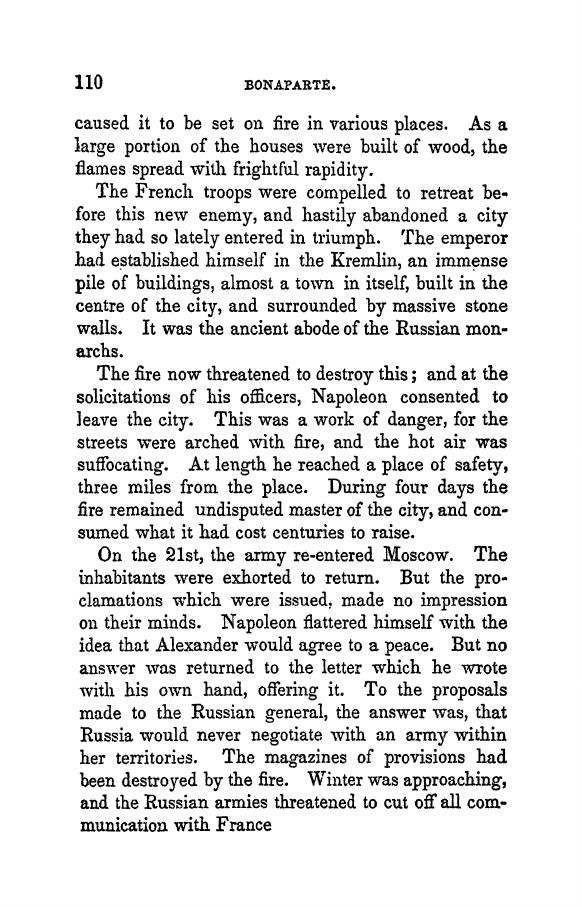 110 BONAPARTE.
caused it to be set on fire in various places. As a
large portion of the houses were built of wood, the
flames spread with frightful rapidity.
The French troops were compelled to retreat be-
fore this new enemy, and hastily abandoned a city
they had so lately entered in triumph. The emperor
had established himself in the Kremlin, an immense
pile of buildings, almost a town in itself, built in the
centre of the city, and surrounded by massive stone
walls. It was the ancient abode of the Russian mon-
archs.
The fire now threatened to destroy this; and at the
solicitations of his officers, Napoleon consented to
leave the city. This was a work of danger, for the
streets were arched with fire, and the hot air was
suffocating. At length he reached a place of safety,
three miles from the place. During four days the
fire remained undisputed master of the city, and con-
sumed what it had cost centuries to raise.
On the 21st, the army re-entered Moscow. The
inhabitants were exhorted to return. But the pro-
clamations which were issued, made no impression
on their minds. Napoleon flattered himself with the
idea that Alexander would agree to a peace. But no
answer was returned to the letter which he wrote
with his own hand, offering it. To the proposals
made to the Russian general, the answer was, that
Russia would never negotiate with an army within
her territories. The magazines of provisions had
been destroyed by the fire. Winter was approaching,
and the Russian armies threatened to cut off all com-
munication with France